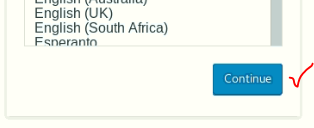 English (Australia)
English (UK)
English (South Africa)
Esperanto
Continue